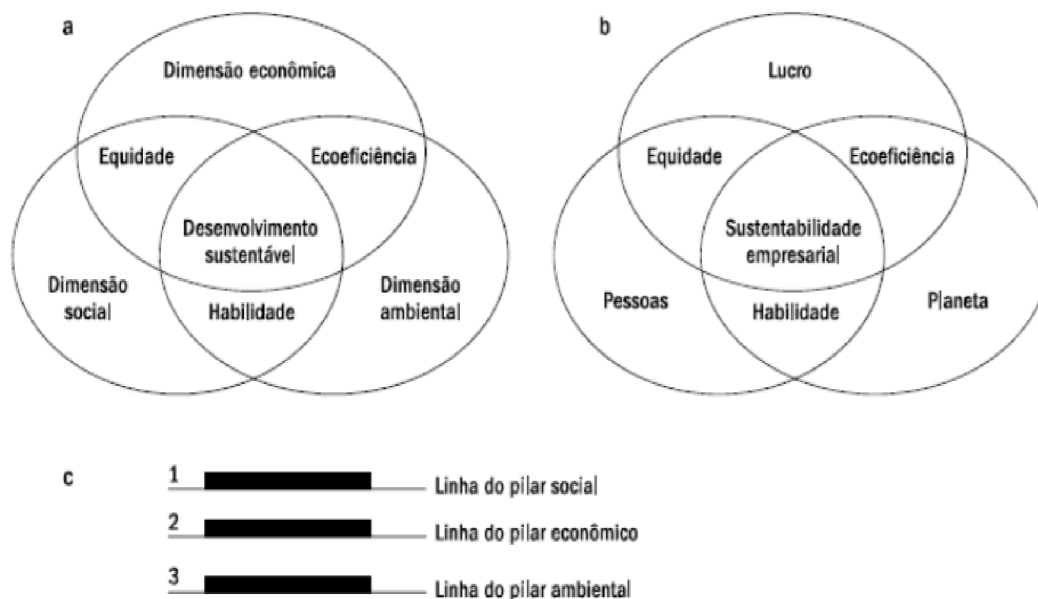 a
Dimensão econômica
Equidade
Ecoeficiência
Desenvolvimento
sustentável
Dimensão
social
Habilidade
Dimensão
ambiental
b
Lucro
Equidade
Ecoeficiência
Sustentabilidade
empresarial
Pessoas
Habilidade
Planeta
c
1
Linha do pilar social
2
Linha do pilar econômico
3
Linha do pilar ambiental